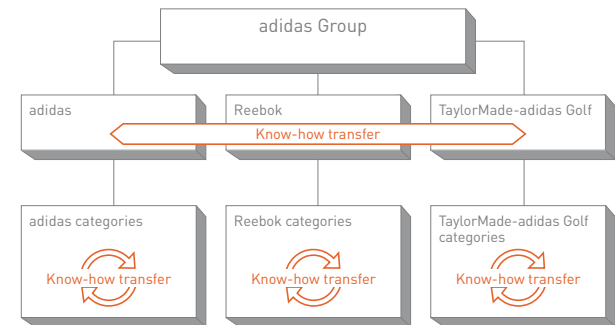 adidas Group
adidas
Reebok
TaylorMade-adidas Golf
Know-how transfer
adidas categories
Reebok categories
TaylorMade-adidas Golf
categories
Know-how transfer
Know-how transfer
Know-how transfer